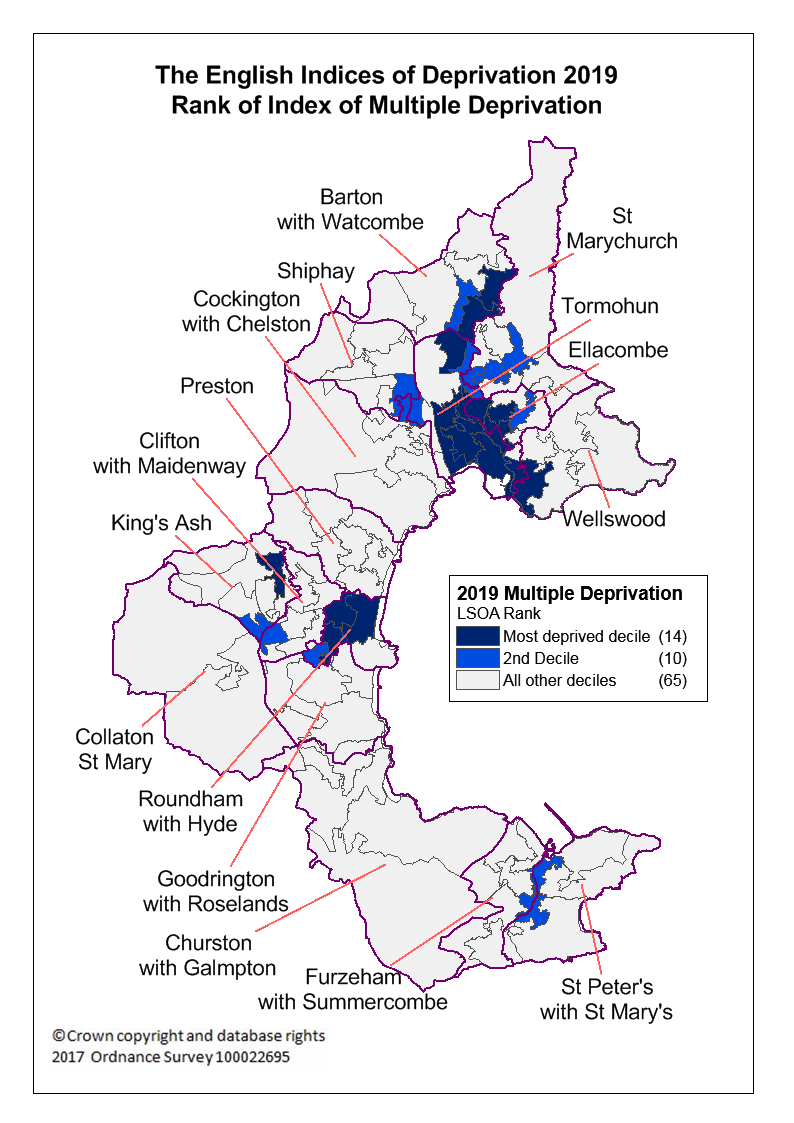 The English Indices of Deprivation 2019
Rank of Index of Multiple Deprivation
Barton
with Watcombe
St
Marychurch
Shiphay
Cockington
with Chelston
Tormohun
Ellacombe
Preston
Clifton
with Maidenway
King's Ash
Wellswood
2019 Multiple Deprivation
LSOA Rank
Most deprived decile (14)
2nd Decile (10)
All other deciles (65)
Collaton
St Mary
Roundham
with Hyde
Goodrington
with Roselands
Churston
with Galmpton
Furzeham
with Summercombe
St Peter's
with St Mary's
©Crown copyright and database rights
2017 Ordnance Survey 100022695